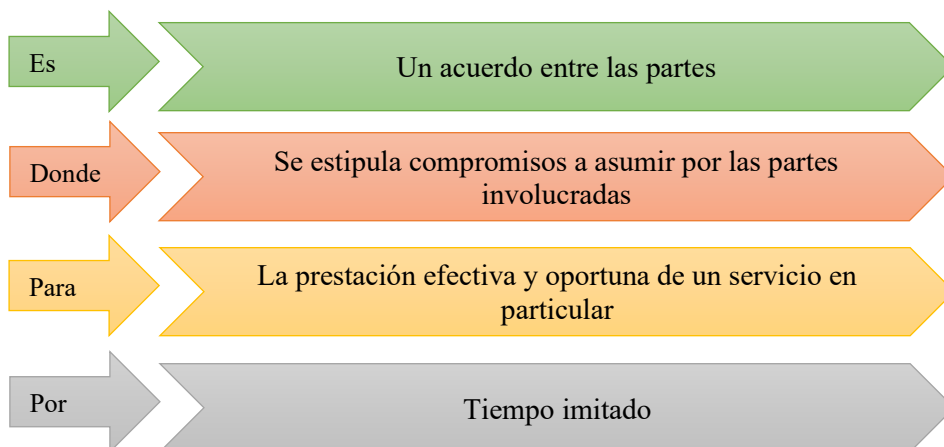 Es
Un acuerdo entre las partes
Donde
Se estipula compromisos a asumir por las partes
involucradas
Para
La prestación efectiva y oportuna de un servicio en
particular
Por
Tiempo imitado